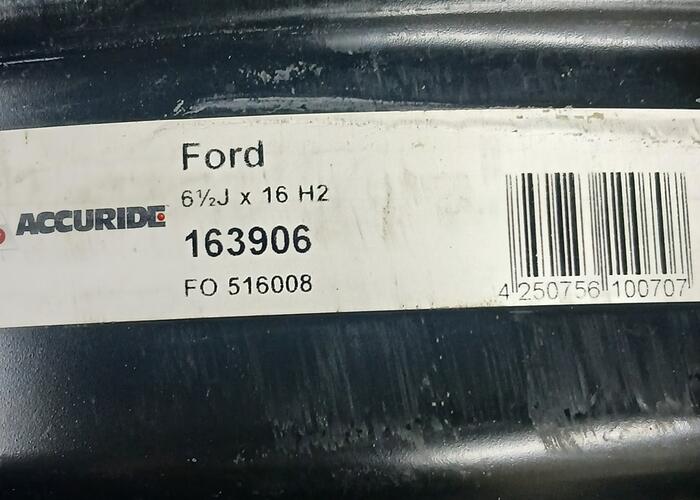 Ford
6½J x 16 H2
ACCURIDE
163906
FO 516008
4 250756 100707